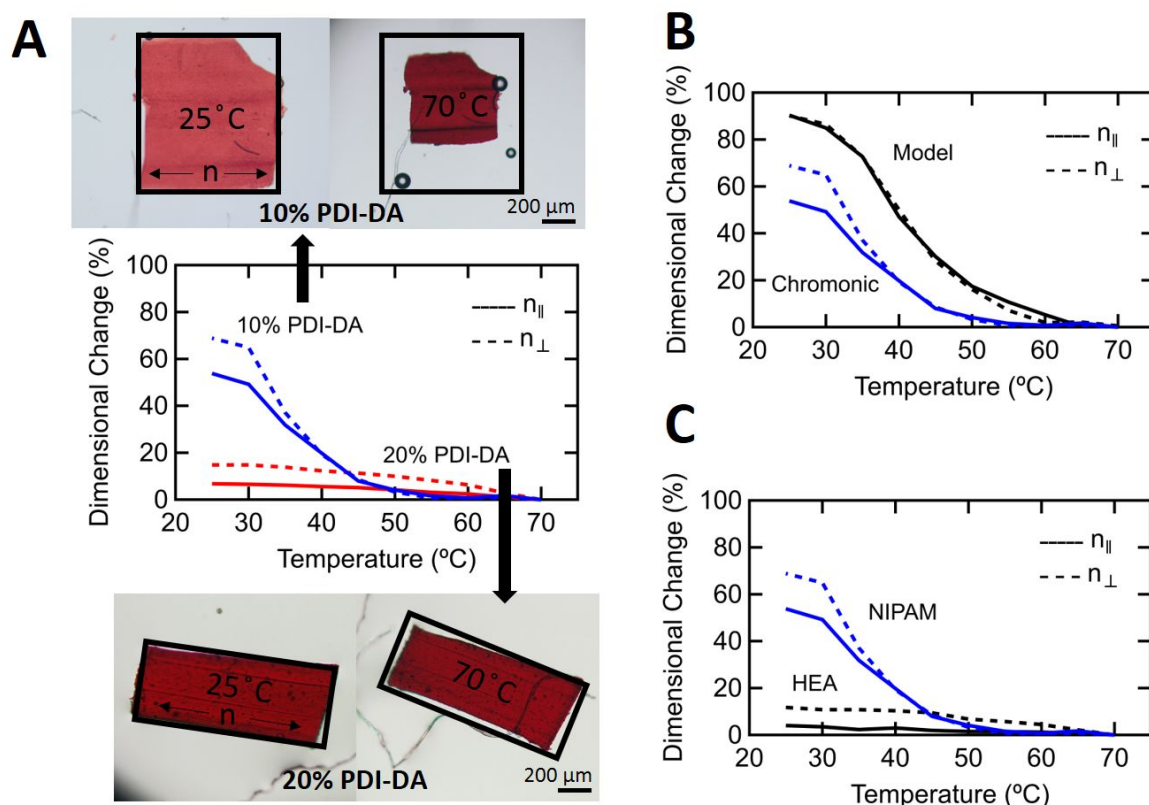 A
25°C
n
70°C
10% PDI-DA
200 µm
Dimensional Change (%)
100
80
60
40
20
0
n∥
n⊥
10% PDI-DA
20% PDI-DA
20 30 40 50 60 70
Temperature (ºC)
25°C
n
70°C
20% PDI-DA
200 µm
B
Dimensional Change (%)
100
80
60
40
20
0
n∥
n⊥
Model
Chromonic
20 30 40 50 60 70
Temperature (ºC)
C
Dimensional Change (%)
100
80
60
40
20
0
n∥
n⊥
NIPAM
HEA
20 30 40 50 60 70
Temperature (ºC)